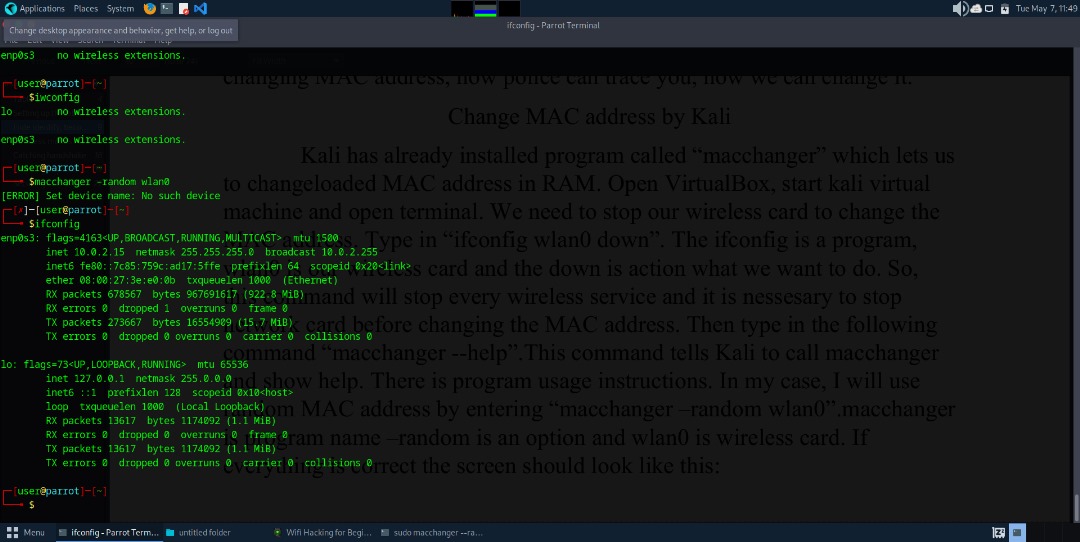 Applications Places System
Tue May 7, 11:49
Change desktop appearance and behavior, get help, or log out
ifconfig - Parrot Terminal
enp0s3 no wireless extensions.
changing MAC address, how police can trace you, how we can change it.
┌─[user@parrot]─[~]
└──╼ $iwconfig
lo no wireless extensions.
Change MAC address by Kali
enp0s3 no wireless extensions.
Kali has already installed program called “macchanger” which lets us
┌─[user@parrot]─[~]
└──╼ $macchanger -random wlan0
to changeloaded MAC address in RAM. Open VirtualBox, start kali virtual
[ERROR] Set device name: No such device
┌─[✗]─[user@parrot]─[~]
machine and open terminal. We need to stop our wireless card to change the
└──╼ $ifconfig
enp0s3: flags=4163<UP,BROADCAST,RUNNING,MULTICAST> mtu 1500
address. Type in “ifconfig wlan0 down”. The ifconfig is a program,
inet 10.0.2.15 netmask 255.255.255.0 broadcast 10.0.2.255
inet6 fe80::7c85:759c:ad17:5ffe prefixlen 64 scopeid 0x20<link>
card and the down is action what we want to do. So,
ether 08:00:27:3e:e0:0b txqueuelen 1000 (Ethernet)
RX packets 678567 bytes 967691617 (922.8 MiB)
command will stop every wireless service and it is nessesary to stop
RX errors 0 dropped 1 overruns 0 frame 0
TX packets 273667 bytes 16554909 (15.7 MiB)
card before changing the MAC address. Then type in the following
TX errors 0 dropped 0 overruns 0 carrier 0 collisions 0
command “macchanger --help”.This command tells Kali to call macchanger
lo: flags=73<UP,LOOPBACK,RUNNING> mtu 65536
inet 127.0.0.1 netmask 255.0.0.0
and show help. There is program usage instructions. In my case, I will use
inet6 ::1 prefixlen 128 scopeid 0x10<host>
loop txqueuelen 1000 (Local Loopback)
random MAC address by entering “macchanger –random wlan0”.macchanger
RX packets 13617 bytes 1174092 (1.1 MiB)
RX errors 0 dropped 0 overruns 0 frame 0
program name –random is an option and wlan0 is wireless card. If
TX packets 13617 bytes 1174092 (1.1 MiB)
TX errors 0 dropped 0 overruns 0 carrier 0 collisions 0
everything is correct the screen should look like this:
┌─[user@parrot]─[~]
└──╼ $
Menu ifconfig - Parrot Term... untitled folder Wifi Hacking for Begi... sudo macchanger --ra...